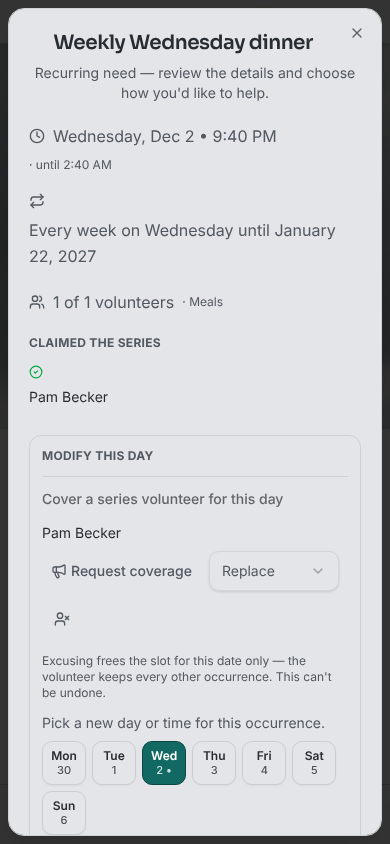 Weekly Wednesday dinner
Recurring need — review the details and choose
how you'd like to help.
Wednesday, Dec 2 • 9:40 PM
· until 2:40 AM
Every week on Wednesday until January
22, 2027
1 of 1 volunteers · Meals
CLAIMED THE SERIES
Pam Becker
MODIFY THIS DAY
Cover a series volunteer for this day
Pam Becker
Request coverage Replace
Excusing frees the slot for this date only — the
volunteer keeps every other occurrence. This can't
be undone.
Pick a new day or time for this occurrence.
Mon Tue Wed Thu Fri Sat
30 1 2 • 3 4 5
Sun
6